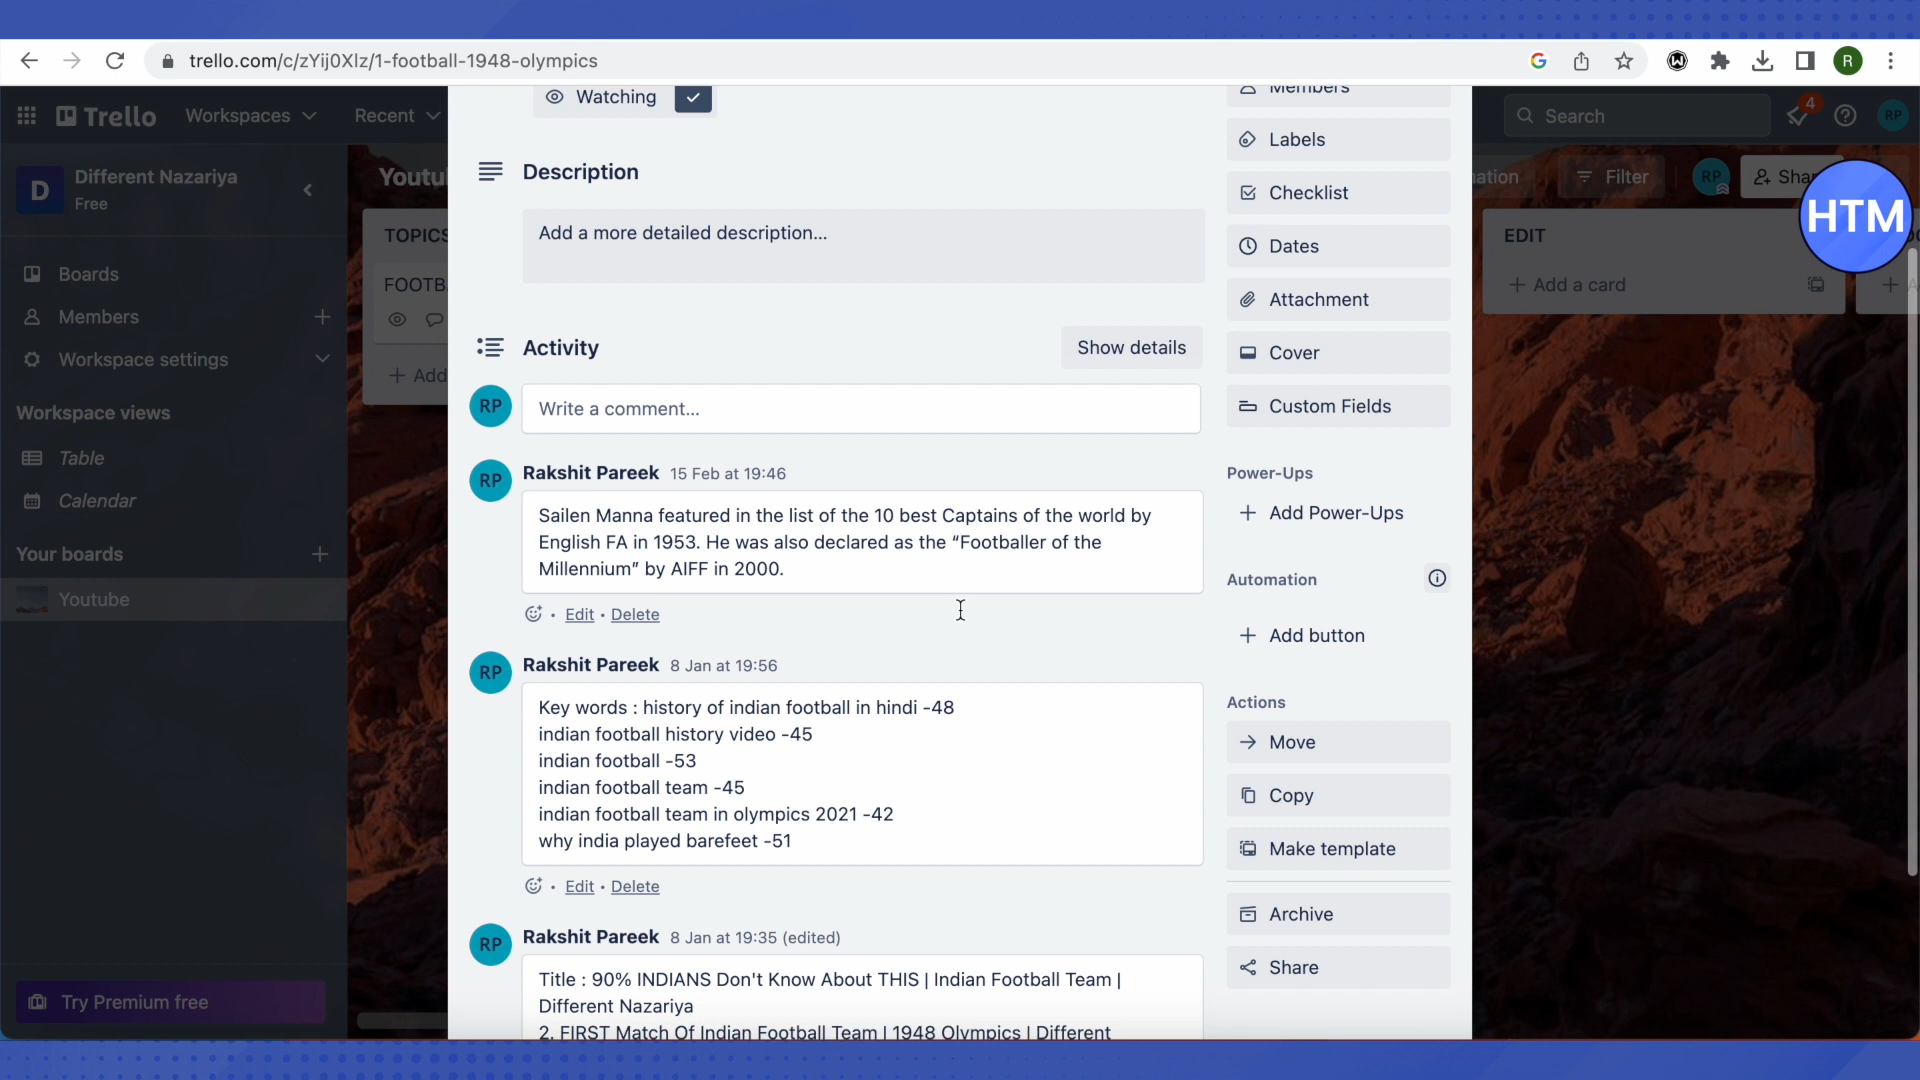 trello.com/c/zYij0XIz/1-football-1948-olympics
R
Trello
Workspaces
Recent
Search
4
RP
D
Different Nazariya
Free
Boards
Members
Workspace settings
Workspace views
Table
Calendar
Your boards
Youtube
Try Premium free
Youtu
TOPICS
FOOTB
Add
Watching
Description
Add a more detailed description...
Activity
Show details
RP
Write a comment...
RP
Rakshit Pareek 15 Feb at 19:46
Sailen Manna featured in the list of the 10 best Captains of the world by
English FA in 1953. He was also declared as the “Footballer of the
Millennium” by AIFF in 2000.
• Edit • Delete
RP
Rakshit Pareek 8 Jan at 19:56
Key words : history of indian football in hindi -48
indian football history video -45
indian football -53
indian football team -45
indian football team in olympics 2021 -42
why india played barefeet -51
• Edit • Delete
RP
Rakshit Pareek 8 Jan at 19:35 (edited)
Title : 90% INDIANS Don't Know About THIS | Indian Football Team |
Different Nazariya
2. FIRST Match Of Indian Football Team | 1948 Olympics | Different
Members
Labels
Checklist
Dates
Attachment
Cover
Custom Fields
Power-Ups
+ Add Power-Ups
Automation
+ Add button
Actions
Move
Copy
Make template
Archive
Share
mation
Filter
RP
Shar
HTM
EDIT
+ Add a card